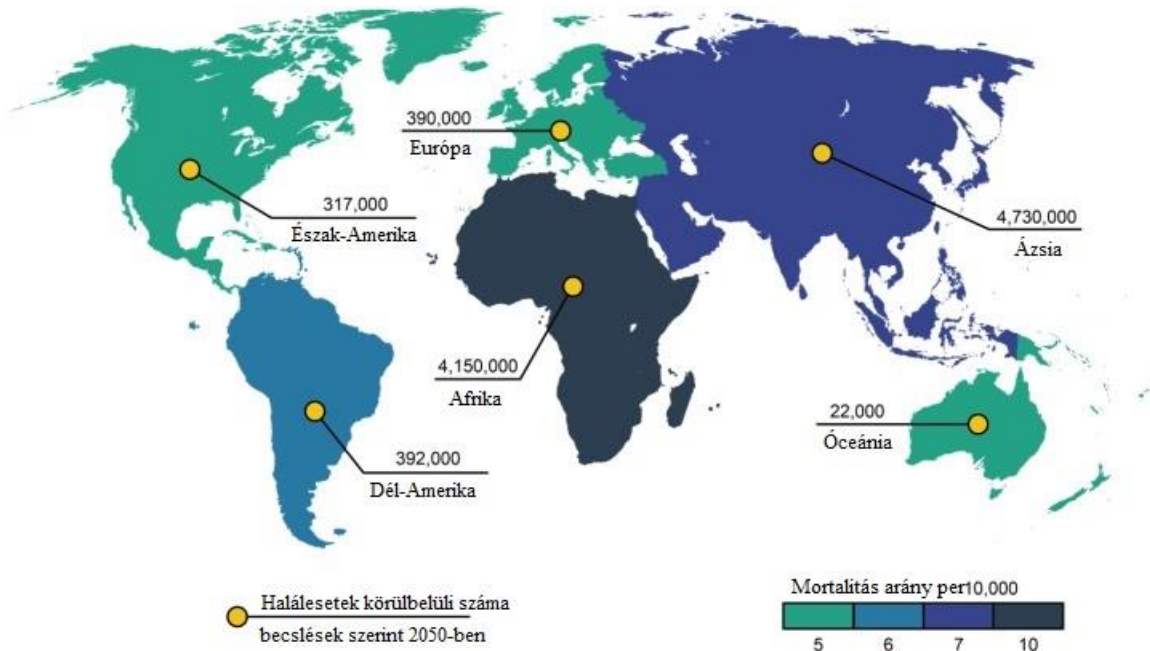 390,000
Európa
317,000
Észak-Amerika
4,730,000
Ázsia
4,150,000
Afrika
22,000
Óceánia
392,000
Dél-Amerika
Halálesetek körülbelüli száma
becslések szerint 2050-ben
Mortalitás arány per10,000
5 6 7 10